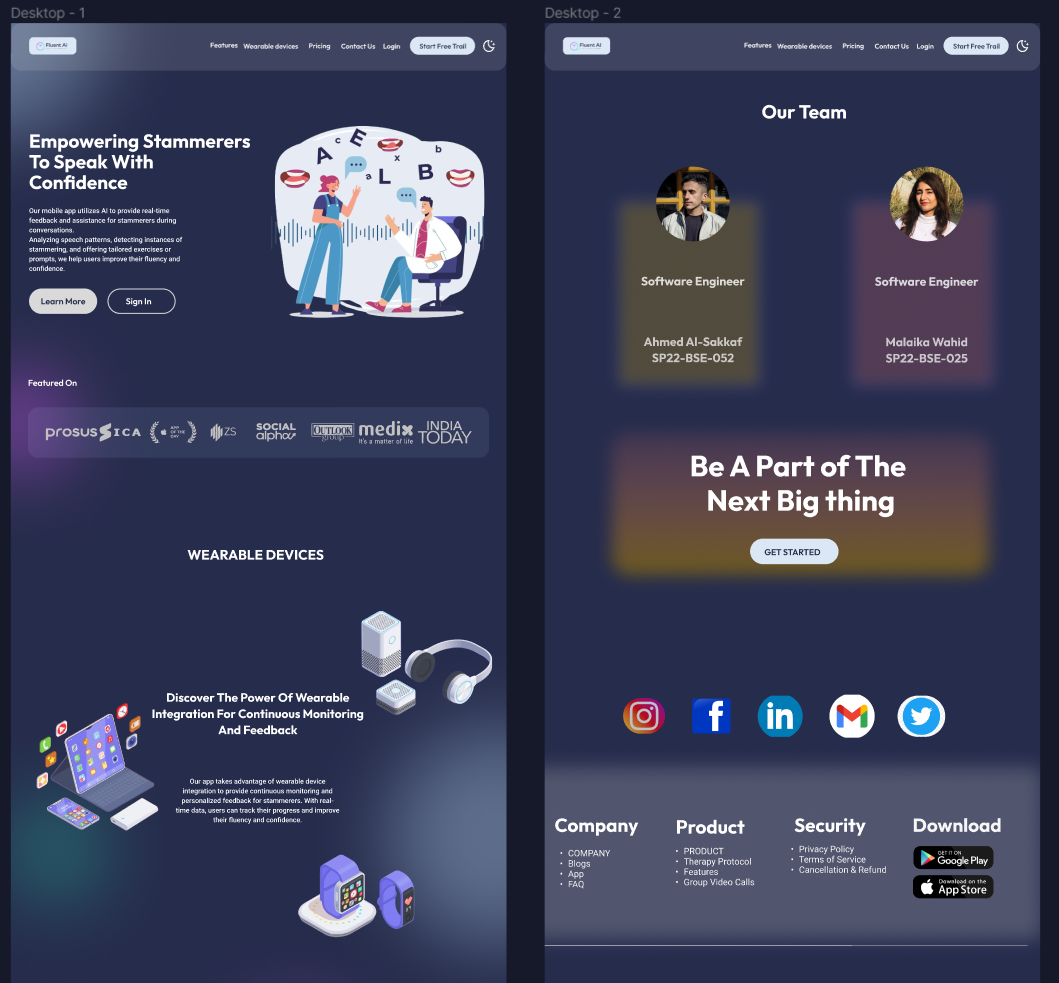 Desktop - 1
Fluent AI
Features Wearable devices Pricing Contact Us Login Start Free Trail
Empowering Stammerers
To Speak With
Confidence
Our mobile app utilizes AI to provide real-time
feedback and assistance for stammerers during
conversations.
Analyzing speech patterns, detecting instances of
stammering, and offering tailored exercises or
prompts, we help users improve their fluency and
confidence.
Learn More Sign In
A c E x b a L B
Featured On
prosus SICA APP OF THE DAY ZS SOCIAL alpha OUTLOOK group medix It's a matter of life INDIA TODAY
WEARABLE DEVICES
Discover The Power Of Wearable
Integration For Continuous Monitoring
And Feedback
Our app takes advantage of wearable device
integration to provide continuous monitoring and
personalized feedback for stammerers. With real-
time data, users can track their progress and improve
their fluency and confidence.
Desktop - 2
Fluent AI
Features Wearable devices Pricing Contact Us Login Start Free Trail
Our Team
Software Engineer
Ahmed Al-Sakkaf
SP22-BSE-052
Software Engineer
Malaika Wahid
SP22-BSE-025
Be A Part of The
Next Big thing
GET STARTED
f in
Company
• COMPANY
• Blogs
• App
• FAQ
Product
• PRODUCT
• Therapy Protocol
• Features
• Group Video Calls
Security
• Privacy Policy
• Terms of Service
• Cancellation & Refund
Download
GET IT ON
Google Play
Download on the
App Store